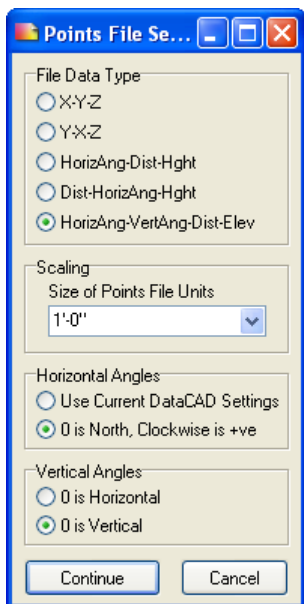 Points File Se...
File Data Type
X-Y-Z
Y-X-Z
HorizAng-Dist-Hght
Dist-HorizAng-Hght
HorizAng-VertAng-Dist-Elev
Scaling
Size of Points File Units
1'-0"
Horizontal Angles
Use Current DataCAD Settings
0 is North, Clockwise is +ve
Vertical Angles
0 is Horizontal
0 is Vertical
Continue Cancel